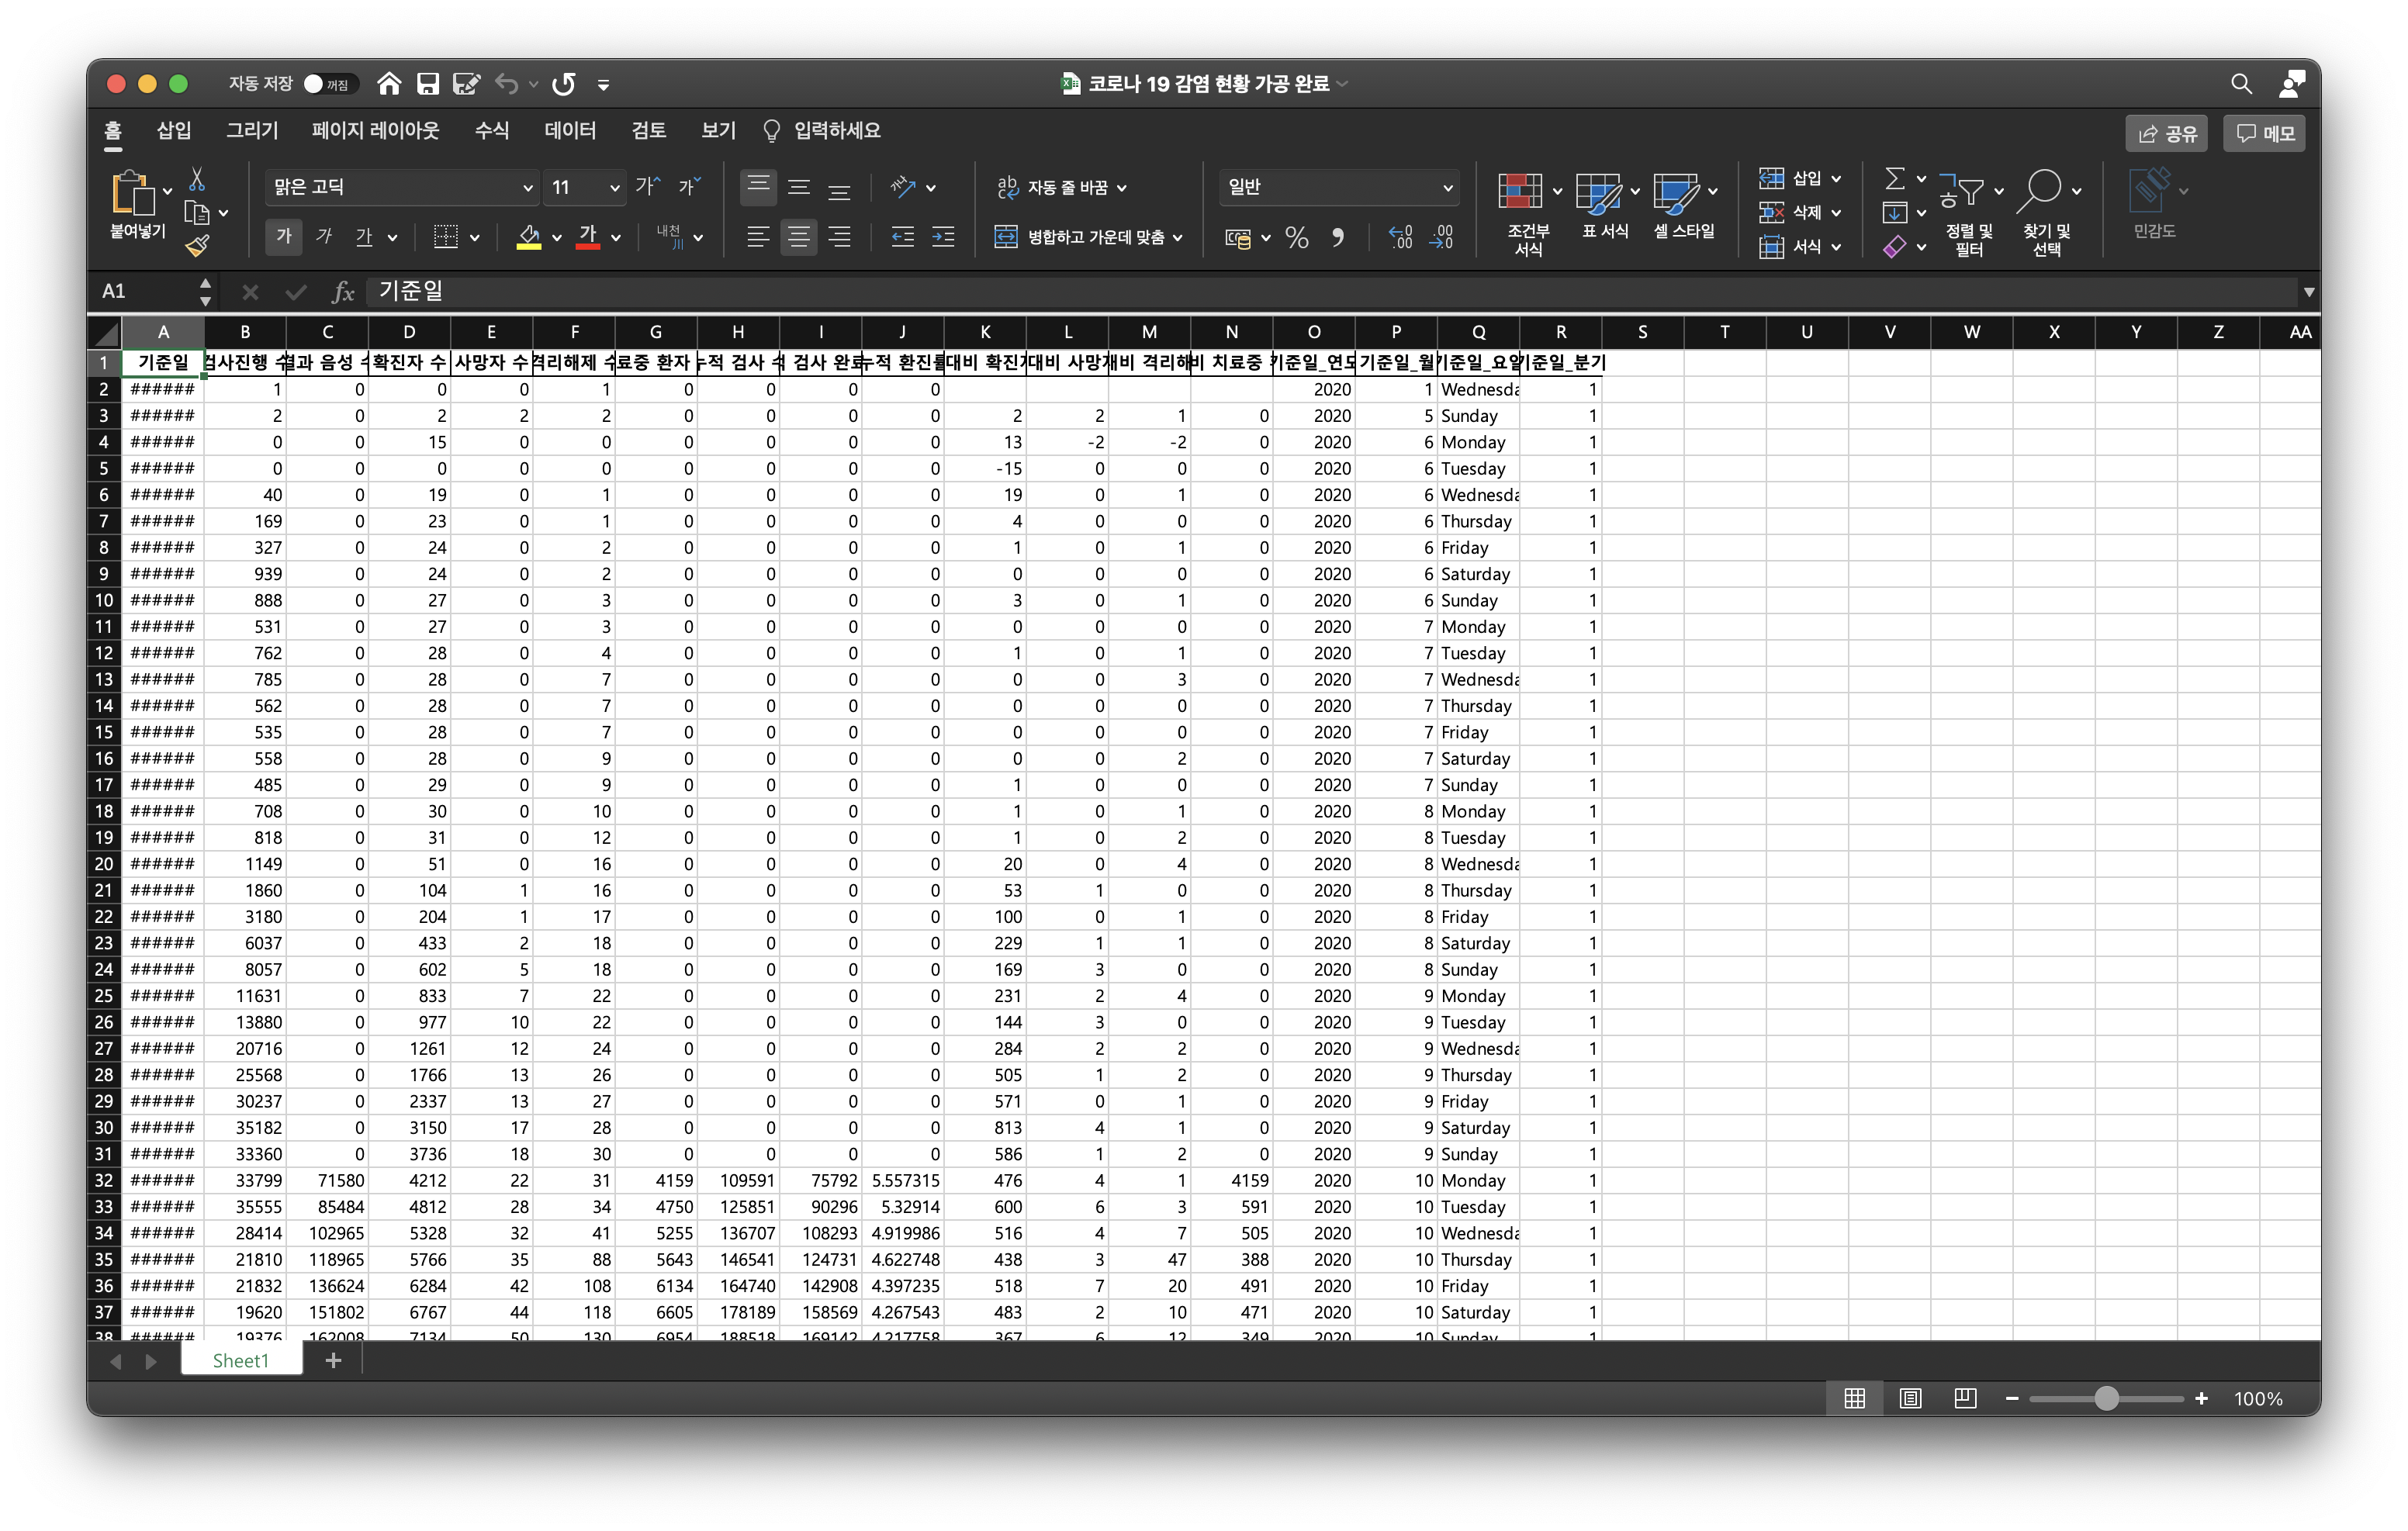 자동 저장 꺼짐 코로나 19 감염 현황 가공 완료
홈 삽입 그리기 페이지 레이아웃 수식 데이터 검토 보기 입력하세요 공유 메모
붙여넣기 맑은 고딕 11 가 가 자동 줄 바꿈 일반 조건부 서식 표 서식 셀 스타일 삽입 삭제 서식 정렬 및 필터 찾기 및 선택 민감도
가 가 가 가 내천 川 병합하고 가운데 맞춤 % .00 .0
A1 fx 기준일
A B C D E F G H I J K L M N O P Q R S T U V W X Y Z AA
1 기준일 검사진행 수 결과 음성 수 확진자 수 사망자 수 격리해제 수 료중 환자 누적 검사 수 검사 완료 누적 확진률 대비 확진자 대비 사망자 대비 격리해 비 치료중 기준일_연도 기준일_월 기준일_요일 기준일_분기
2 ###### 1 0 0 0 1 0 0 0 0 2020 1 Wednesda 1
3 ###### 2 0 2 2 2 0 0 0 0 2 2 1 0 2020 5 Sunday 1
4 ###### 0 0 15 0 0 0 0 0 0 13 -2 -2 0 2020 6 Monday 1
5 ###### 0 0 0 0 0 0 0 0 0 -15 0 0 0 2020 6 Tuesday 1
6 ###### 40 0 19 0 1 0 0 0 0 19 0 1 0 2020 6 Wednesda 1
7 ###### 169 0 23 0 1 0 0 0 0 4 0 0 0 2020 6 Thursday 1
8 ###### 327 0 24 0 2 0 0 0 0 1 0 1 0 2020 6 Friday 1
9 ###### 939 0 24 0 2 0 0 0 0 0 0 0 0 2020 6 Saturday 1
10 ###### 888 0 27 0 3 0 0 0 0 3 0 1 0 2020 6 Sunday 1
11 ###### 531 0 27 0 3 0 0 0 0 0 0 0 0 2020 7 Monday 1
12 ###### 762 0 28 0 4 0 0 0 0 1 0 1 0 2020 7 Tuesday 1
13 ###### 785 0 28 0 7 0 0 0 0 0 0 3 0 2020 7 Wednesda 1
14 ###### 562 0 28 0 7 0 0 0 0 0 0 0 0 2020 7 Thursday 1
15 ###### 535 0 28 0 7 0 0 0 0 0 0 0 0 2020 7 Friday 1
16 ###### 558 0 28 0 9 0 0 0 0 0 0 2 0 2020 7 Saturday 1
17 ###### 485 0 29 0 9 0 0 0 0 1 0 0 0 2020 7 Sunday 1
18 ###### 708 0 30 0 10 0 0 0 0 1 0 1 0 2020 8 Monday 1
19 ###### 818 0 31 0 12 0 0 0 0 1 0 2 0 2020 8 Tuesday 1
20 ###### 1149 0 51 0 16 0 0 0 0 20 0 4 0 2020 8 Wednesda 1
21 ###### 1860 0 104 1 16 0 0 0 0 53 1 0 0 2020 8 Thursday 1
22 ###### 3180 0 204 1 17 0 0 0 0 100 0 1 0 2020 8 Friday 1
23 ###### 6037 0 433 2 18 0 0 0 0 229 1 1 0 2020 8 Saturday 1
24 ###### 8057 0 602 5 18 0 0 0 0 169 3 0 0 2020 8 Sunday 1
25 ###### 11631 0 833 7 22 0 0 0 0 231 2 4 0 2020 9 Monday 1
26 ###### 13880 0 977 10 22 0 0 0 0 144 3 0 0 2020 9 Tuesday 1
27 ###### 20716 0 1261 12 24 0 0 0 0 284 2 2 0 2020 9 Wednesda 1
28 ###### 25568 0 1766 13 26 0 0 0 0 505 1 2 0 2020 9 Thursday 1
29 ###### 30237 0 2337 13 27 0 0 0 0 571 0 1 0 2020 9 Friday 1
30 ###### 35182 0 3150 17 28 0 0 0 0 813 4 1 0 2020 9 Saturday 1
31 ###### 33360 0 3736 18 30 0 0 0 0 586 1 2 0 2020 9 Sunday 1
32 ###### 33799 71580 4212 22 31 4159 109591 75792 5.557315 476 4 1 4159 2020 10 Monday 1
33 ###### 35555 85484 4812 28 34 4750 125851 90296 5.32914 600 6 3 591 2020 10 Tuesday 1
34 ###### 28414 102965 5328 32 41 5255 136707 108293 4.919986 516 4 7 505 2020 10 Wednesda 1
35 ###### 21810 118965 5766 35 88 5643 146541 124731 4.622748 438 3 47 388 2020 10 Thursday 1
36 ###### 21832 136624 6284 42 108 6134 164740 142908 4.397235 518 7 20 491 2020 10 Friday 1
37 ###### 19620 151802 6767 44 118 6605 178189 158569 4.267543 483 2 10 471 2020 10 Saturday 1
38 ###### 19376 162008 7134 50 130 6954 188518 169142 4.217758 367 6 12 349 2020 10 Sunday 1
Sheet1
100%